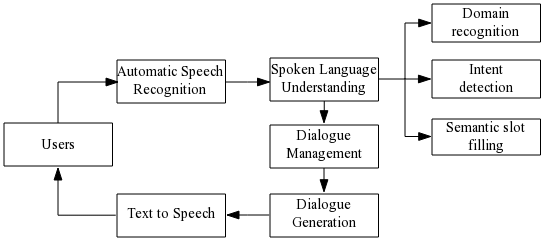 Domain
recognition
Automatic Speech
Recognition
Spoken Language
Understanding
Intent
detection
Users
Dialogue
Management
Semantic slot
filling
Text to Speech
Dialogue
Generation